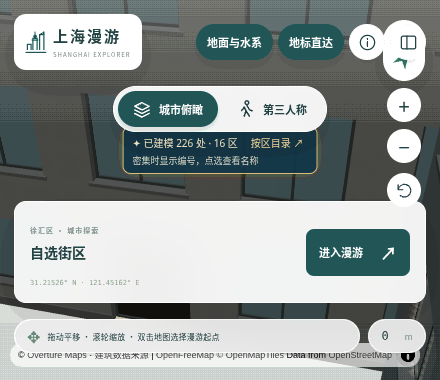 上海漫游
SHANGHAI EXPLORER
地面与水系
地标直达
城市俯瞰
第三人称
✦ 已建模 226 处 · 16 区 按区目录 ↗
密集时显示编号，点选查看名称
徐汇区 · 城市探索
自选街区
31.21526° N · 121.45162° E
进入漫游 ↗
拖动平移 · 滚轮缩放 · 双击地图选择漫游起点
0 m
© Overture Maps · 建筑数据来源 | OpenFreeMap © OpenMapTiles Data from OpenStreetMap